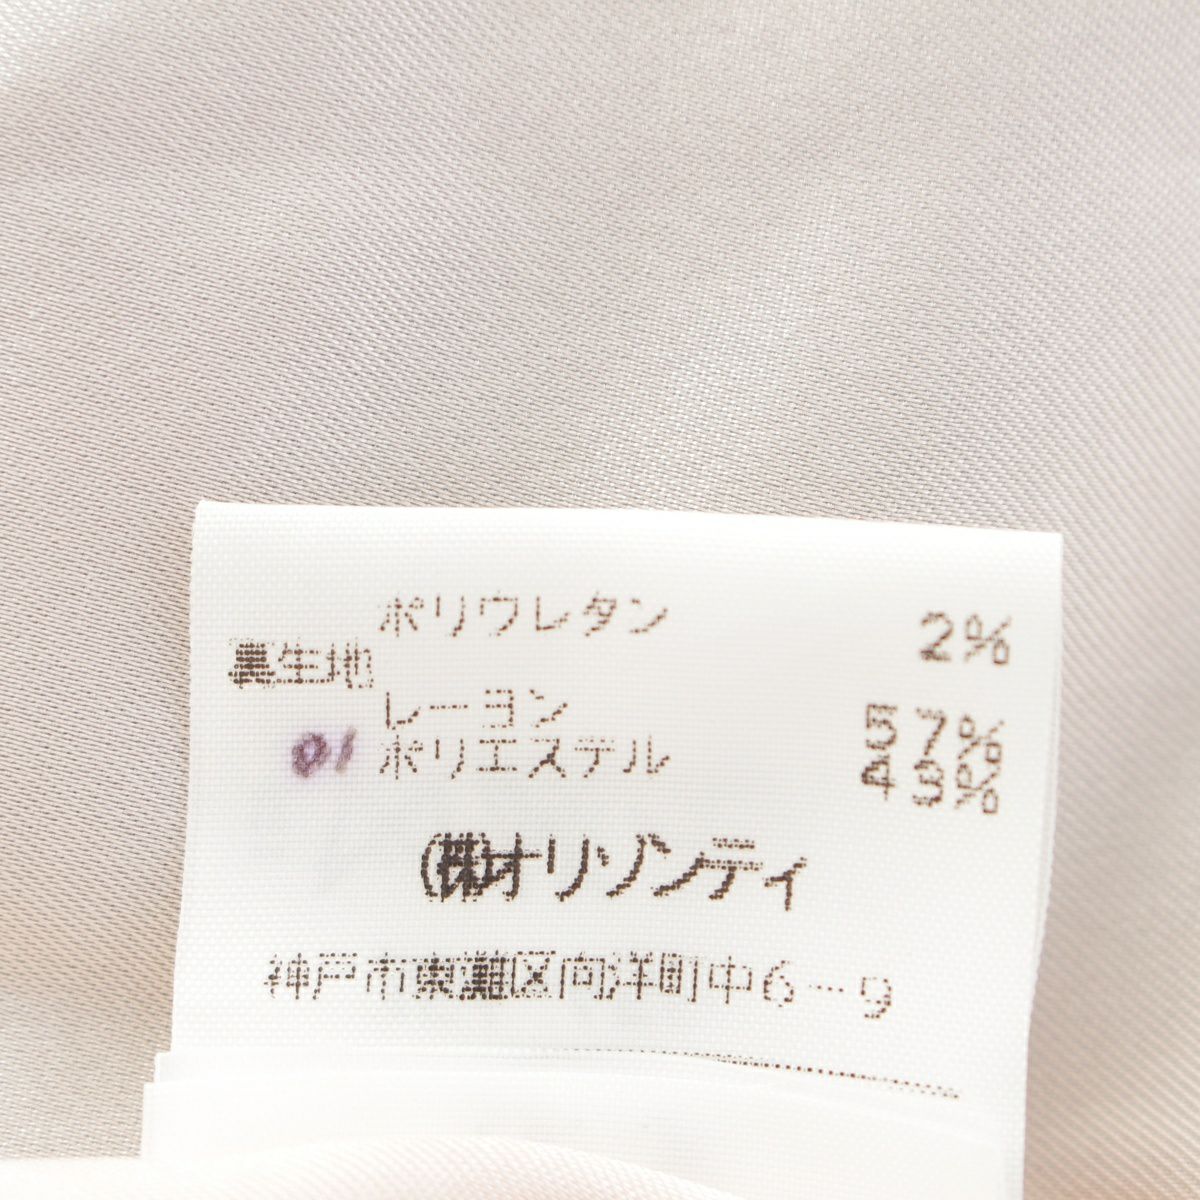 ポリウレタン 2%
裏生地
レーヨン 57%
01 ポリエステル 43%
(株)オリゾンティ
神戸市東灘区向洋町中6-9